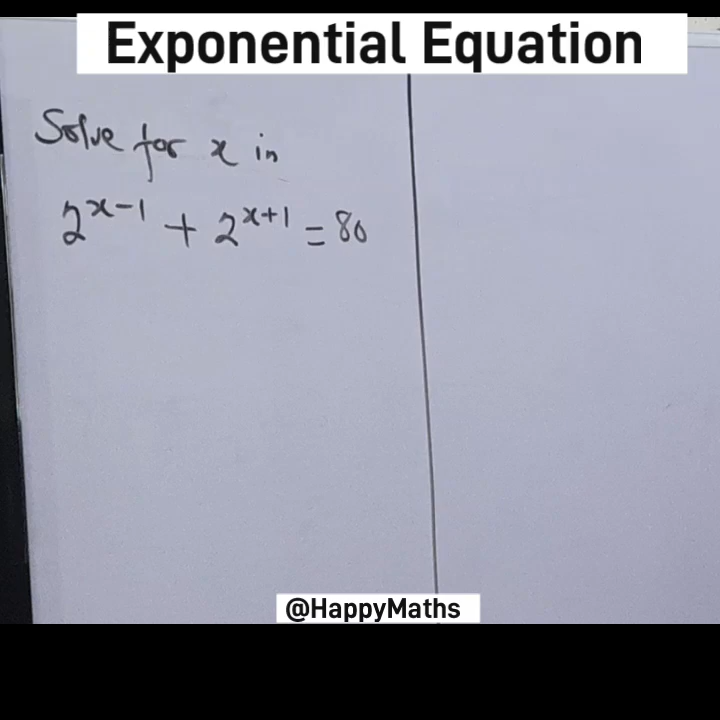 Exponential Equation
Solve for x in
2^{x-1} + 2^{x+1} = 80
@HappyMaths